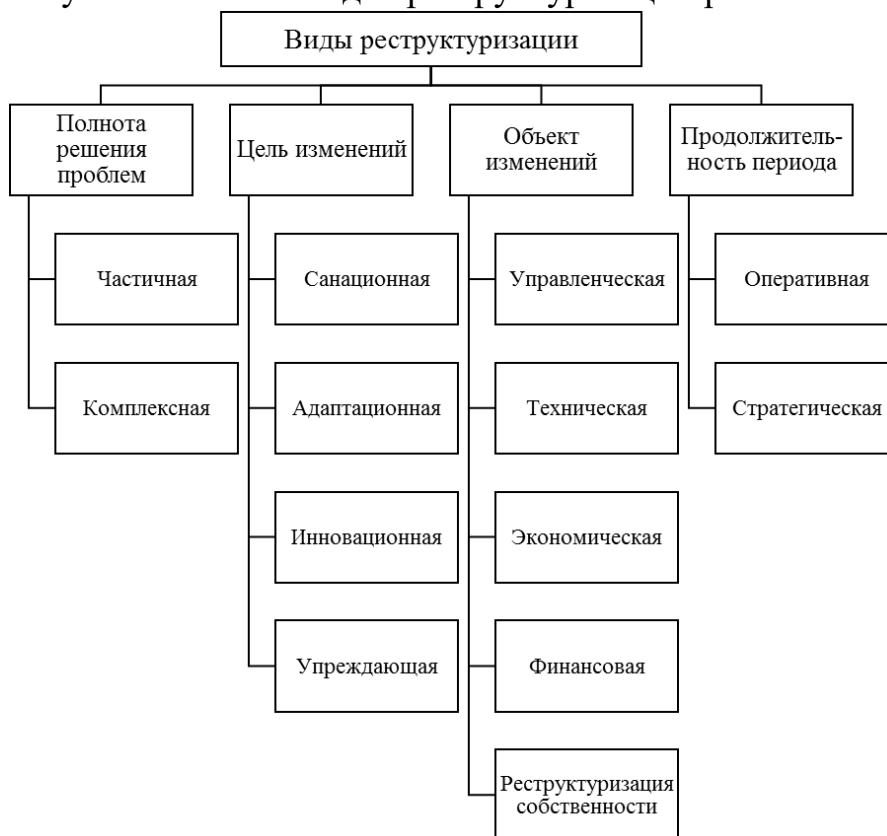 Виды реструктуризации
Полнота
решения
проблем
Цель изменений
Объект
изменений
Продолжитель-
ность периода
Частичная
Санационная
Управленческая
Оперативная
Комплексная
Адаптационная
Техническая
Стратегическая
Инновационная
Экономическая
Упреждающая
Финансовая
Реструктуризация
собственности